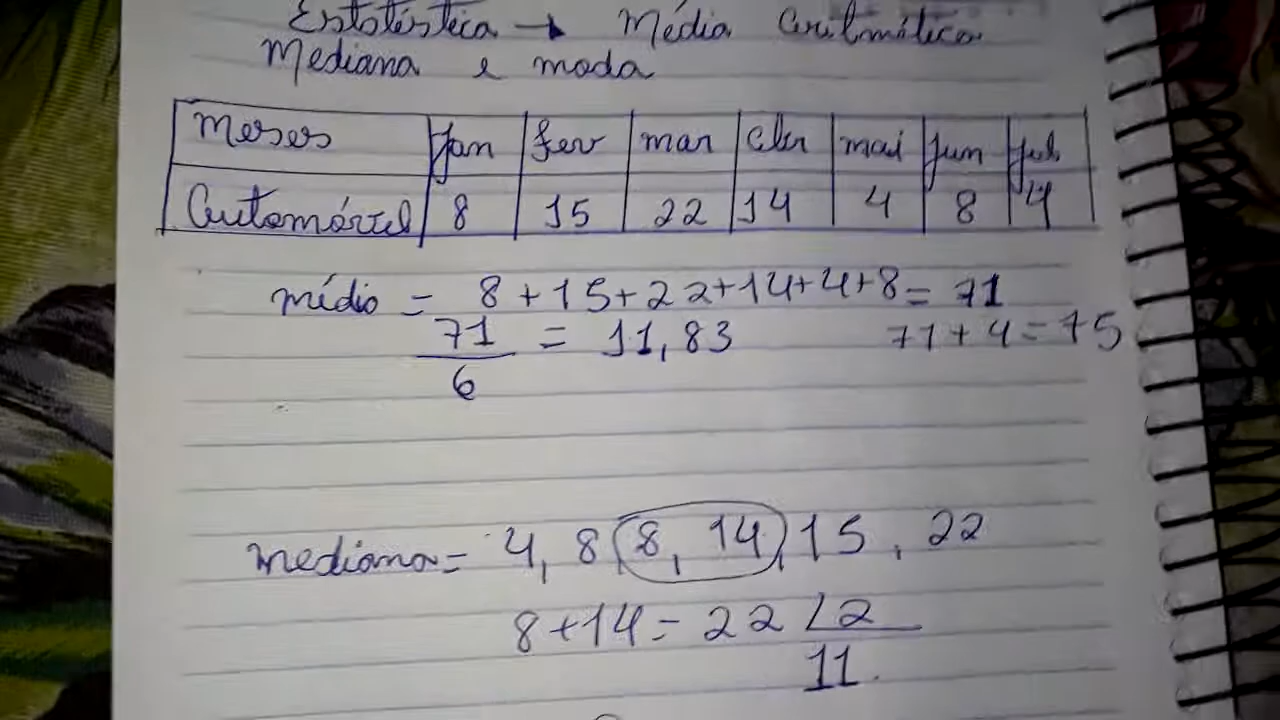 Estatística → Média aritmética
Mediana e moda
Meses Jan fev mar abr mai Jun Jul
Automóvel 8 15 22 14 4 8 4
média = 8 + 15 + 22 + 14 + 4 + 8 = 71
71 = 11,83 71 + 4 = 75
6
mediana = 4, 8 8, 14, 15, 22
8 + 14 = 22 / 2
11.